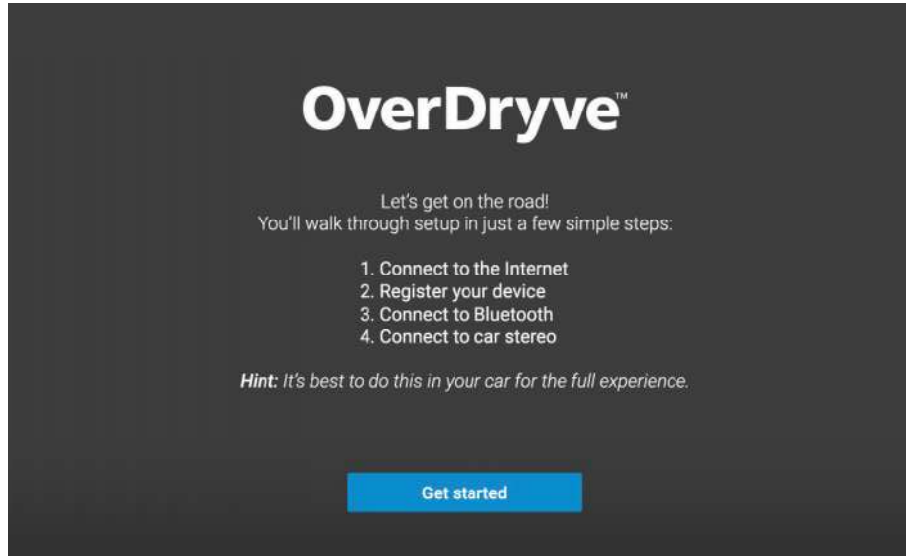 OverDryve™
Let's get on the road!
You'll walk through setup in just a few simple steps:
1. Connect to the Internet
2. Register your device
3. Connect to Bluetooth
4. Connect to car stereo
Hint: It's best to do this in your car for the full experience.
Get started